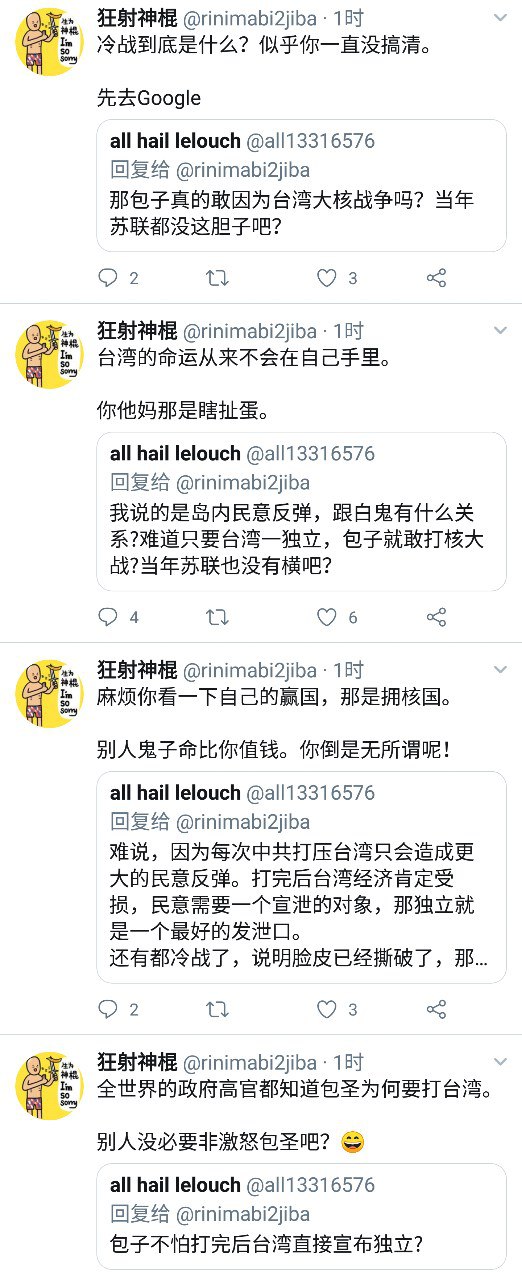 狂射神棍 @rinimabi2jiba · 1时
冷战到底是什么？似乎你一直没搞清。
先去Google
all hail lelouch @all13316576
回复给 @rinimabi2jiba
那包子真的敢因为台湾大核战争吗？当年
苏联都没这胆子吧？
2
3
狂射神棍 @rinimabi2jiba · 1时
台湾的命运从来不会在自己手里。
你他妈那是瞎扯蛋。
all hail lelouch @all13316576
回复给 @rinimabi2jiba
我说的是岛内民意反弹，跟白鬼有什么关
系?难道只要台湾一独立，包子就敢打核大
战?当年苏联也没有横吧?
4
6
狂射神棍 @rinimabi2jiba · 1时
麻烦你看一下自己的赢国，那是拥核国。
别人鬼子命比你值钱。你倒是无所谓呢！
all hail lelouch @all13316576
回复给 @rinimabi2jiba
难说，因为每次中共打压台湾只会造成更
大的民意反弹。打完后台湾经济肯定受
损，民意需要一个宣泄的对象，那独立就
是一个最好的发泄口。
还有都冷战了，说明脸皮已经撕破了，那...
2
3
狂射神棍 @rinimabi2jiba · 1时
全世界的政府高官都知道包圣为何要打台湾。
别人没必要非激怒包圣吧？😄
all hail lelouch @all13316576
回复给 @rinimabi2jiba
包子不怕打完后台湾直接宣布独立?